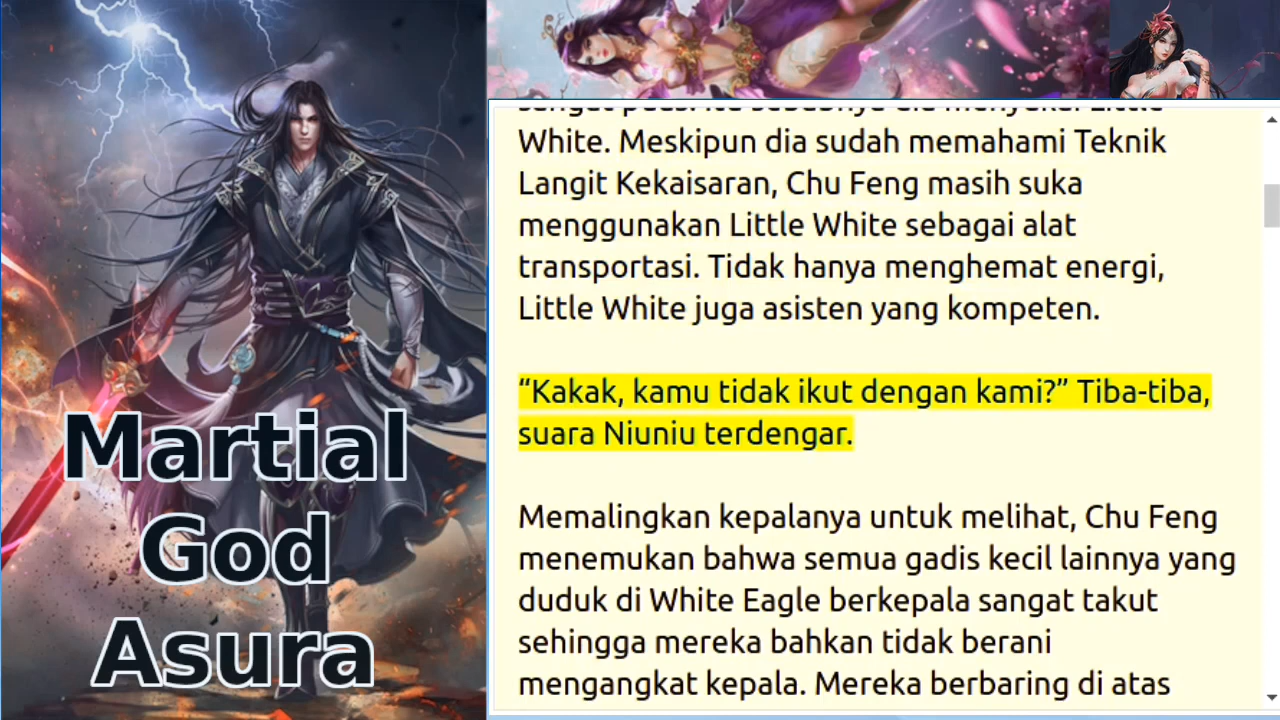 Martial
God
Asura
White. Meskipun dia sudah memahami Teknik
Langit Kekaisaran, Chu Feng masih suka
menggunakan Little White sebagai alat
transportasi. Tidak hanya menghemat energi,
Little White juga asisten yang kompeten.
“Kakak, kamu tidak ikut dengan kami?” Tiba-tiba,
suara Niuniu terdengar.
Memalingkan kepalanya untuk melihat, Chu Feng
menemukan bahwa semua gadis kecil lainnya yang
duduk di White Eagle berkepala sangat takut
sehingga mereka bahkan tidak berani
mengangkat kepala. Mereka berbaring di atas